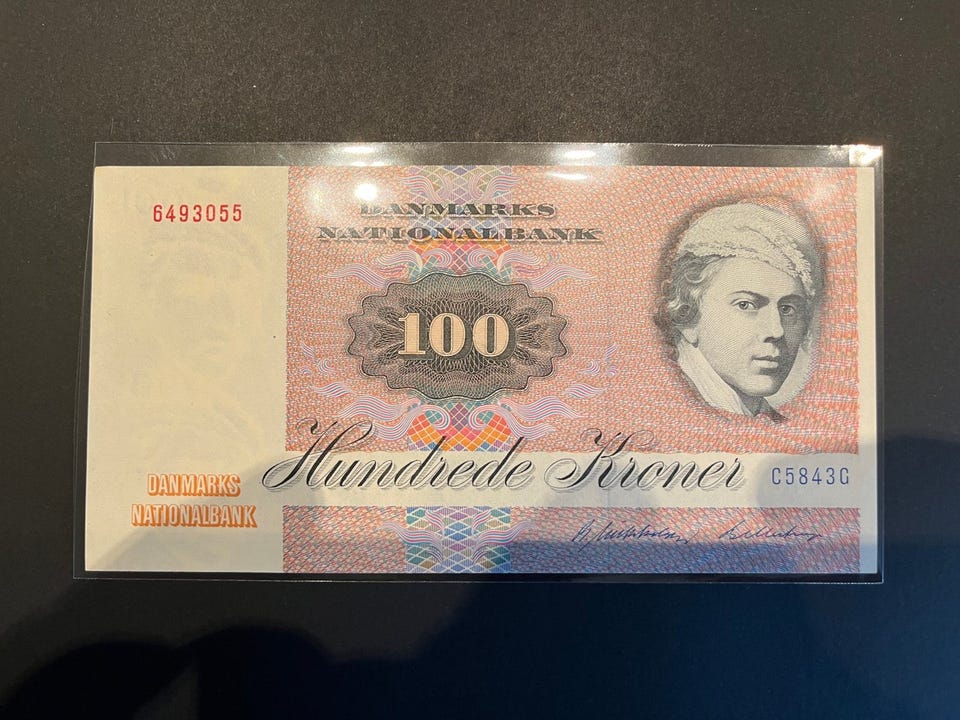 6493055
DANMARKS
NATIONALBANK
100
Hundrede Kroner
C5843G
DANMARKS
NATIONALBANK